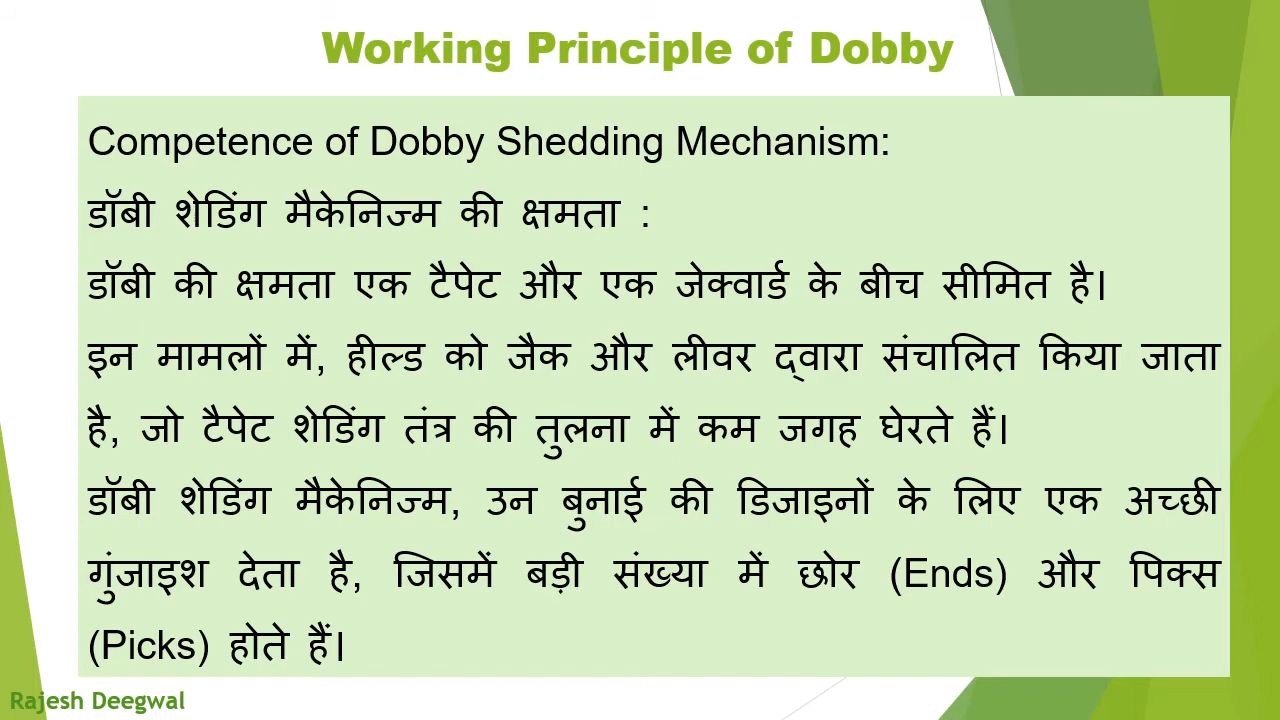 Working Principle of Dobby
Competence of Dobby Shedding Mechanism:
डॉबी शेडिंग मैकेनिज्म की क्षमता :
डॉबी की क्षमता एक टैपेट और एक जेक्वार्ड के बीच सीमित है।
इन मामलों में, हील्ड को जैक और लीवर द्वारा संचालित किया जाता
है, जो टैपेट शेडिंग तंत्र की तुलना में कम जगह घेरते हैं।
डॉबी शेडिंग मैकेनिज्म, उन बुनाई की डिजाइनों के लिए एक अच्छी
गुंजाइश देता है, जिसमें बड़ी संख्या में छोर (Ends) और पिक्स
(Picks) होते हैं।
Rajesh Deegwal